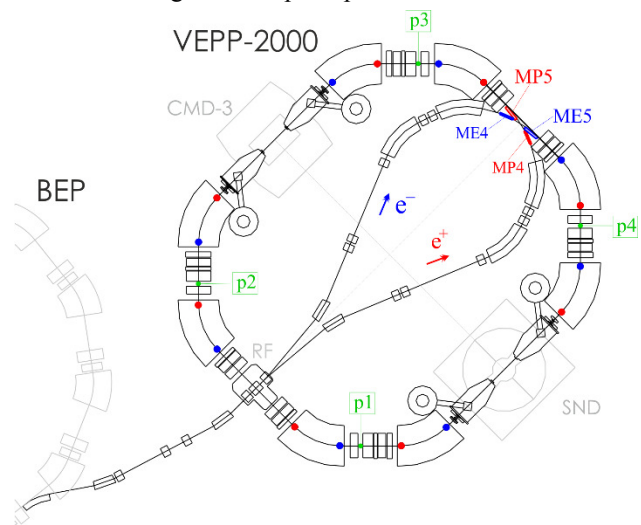 VEPP-2000
p3
MP5
CMD-3
ME4
ME5
MP4
BEP
e⁻
e⁺
p4
p2
RF
p1
SND